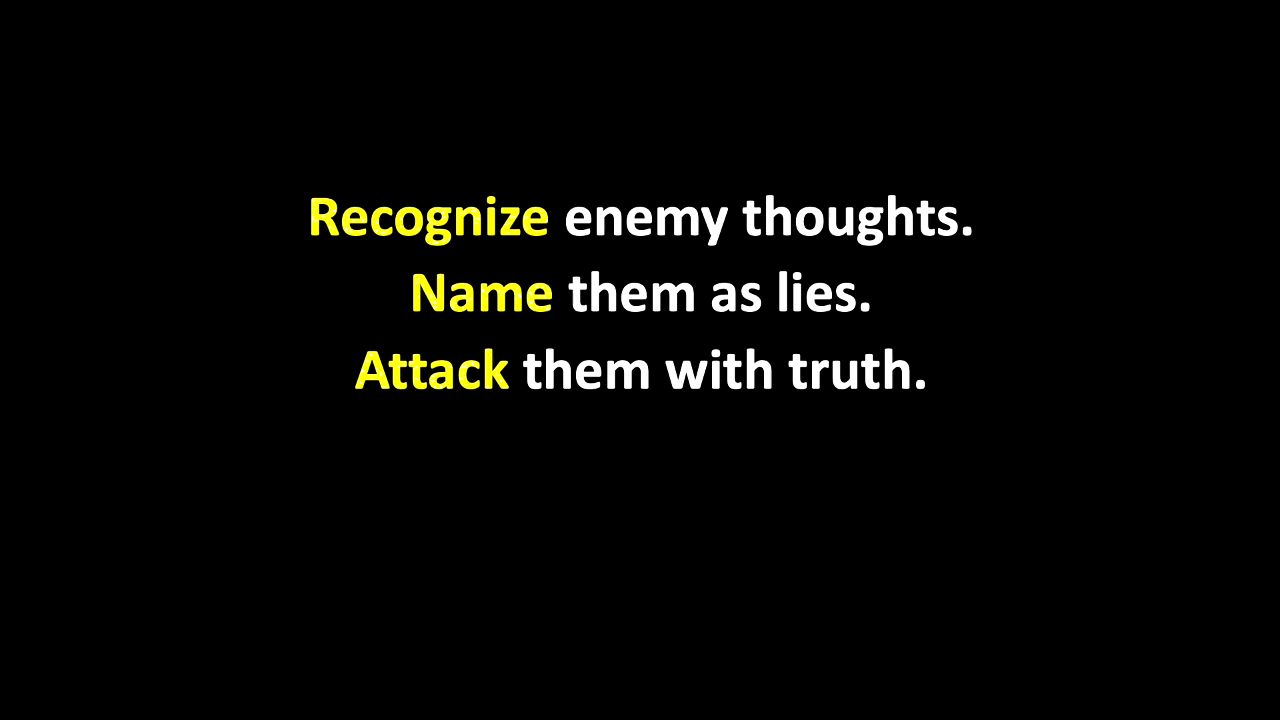 Recognize enemy thoughts.
Name them as lies.
Attack them with truth.